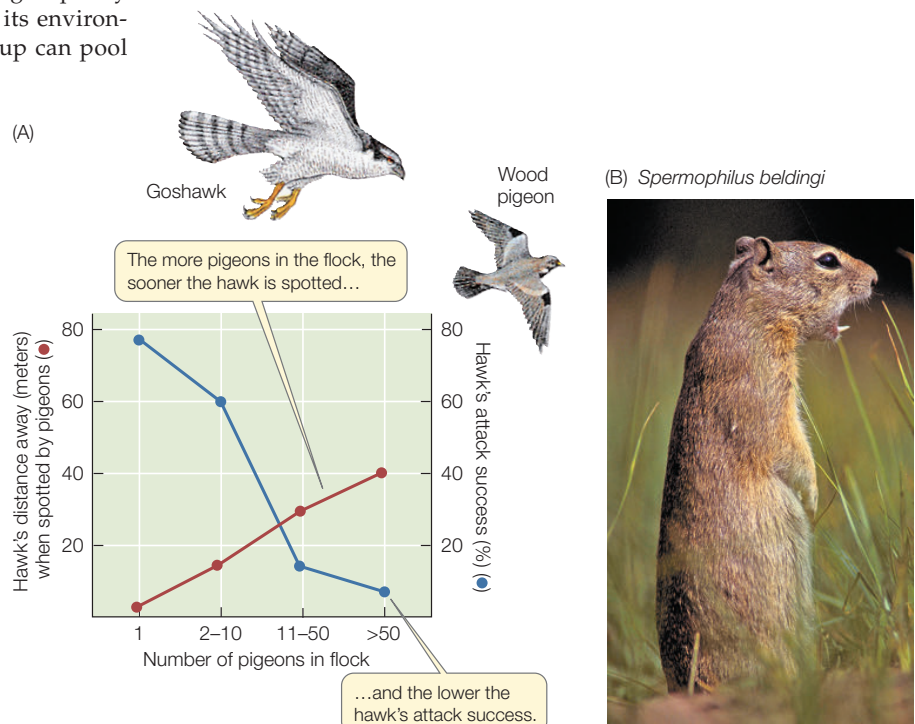 its environ-
up can pool
(A)
Goshawk
Wood
pigeon
(B) Spermophilus beldingi
The more pigeons in the flock, the
sooner the hawk is spotted…
Hawk's distance away (meters)
when spotted by pigeons (●)
80
60
40
20
80
60
40
20
Hawk's attack
success (%) (●)
1 2–10 11–50 >50
Number of pigeons in flock
…and the lower the
hawk's attack success.